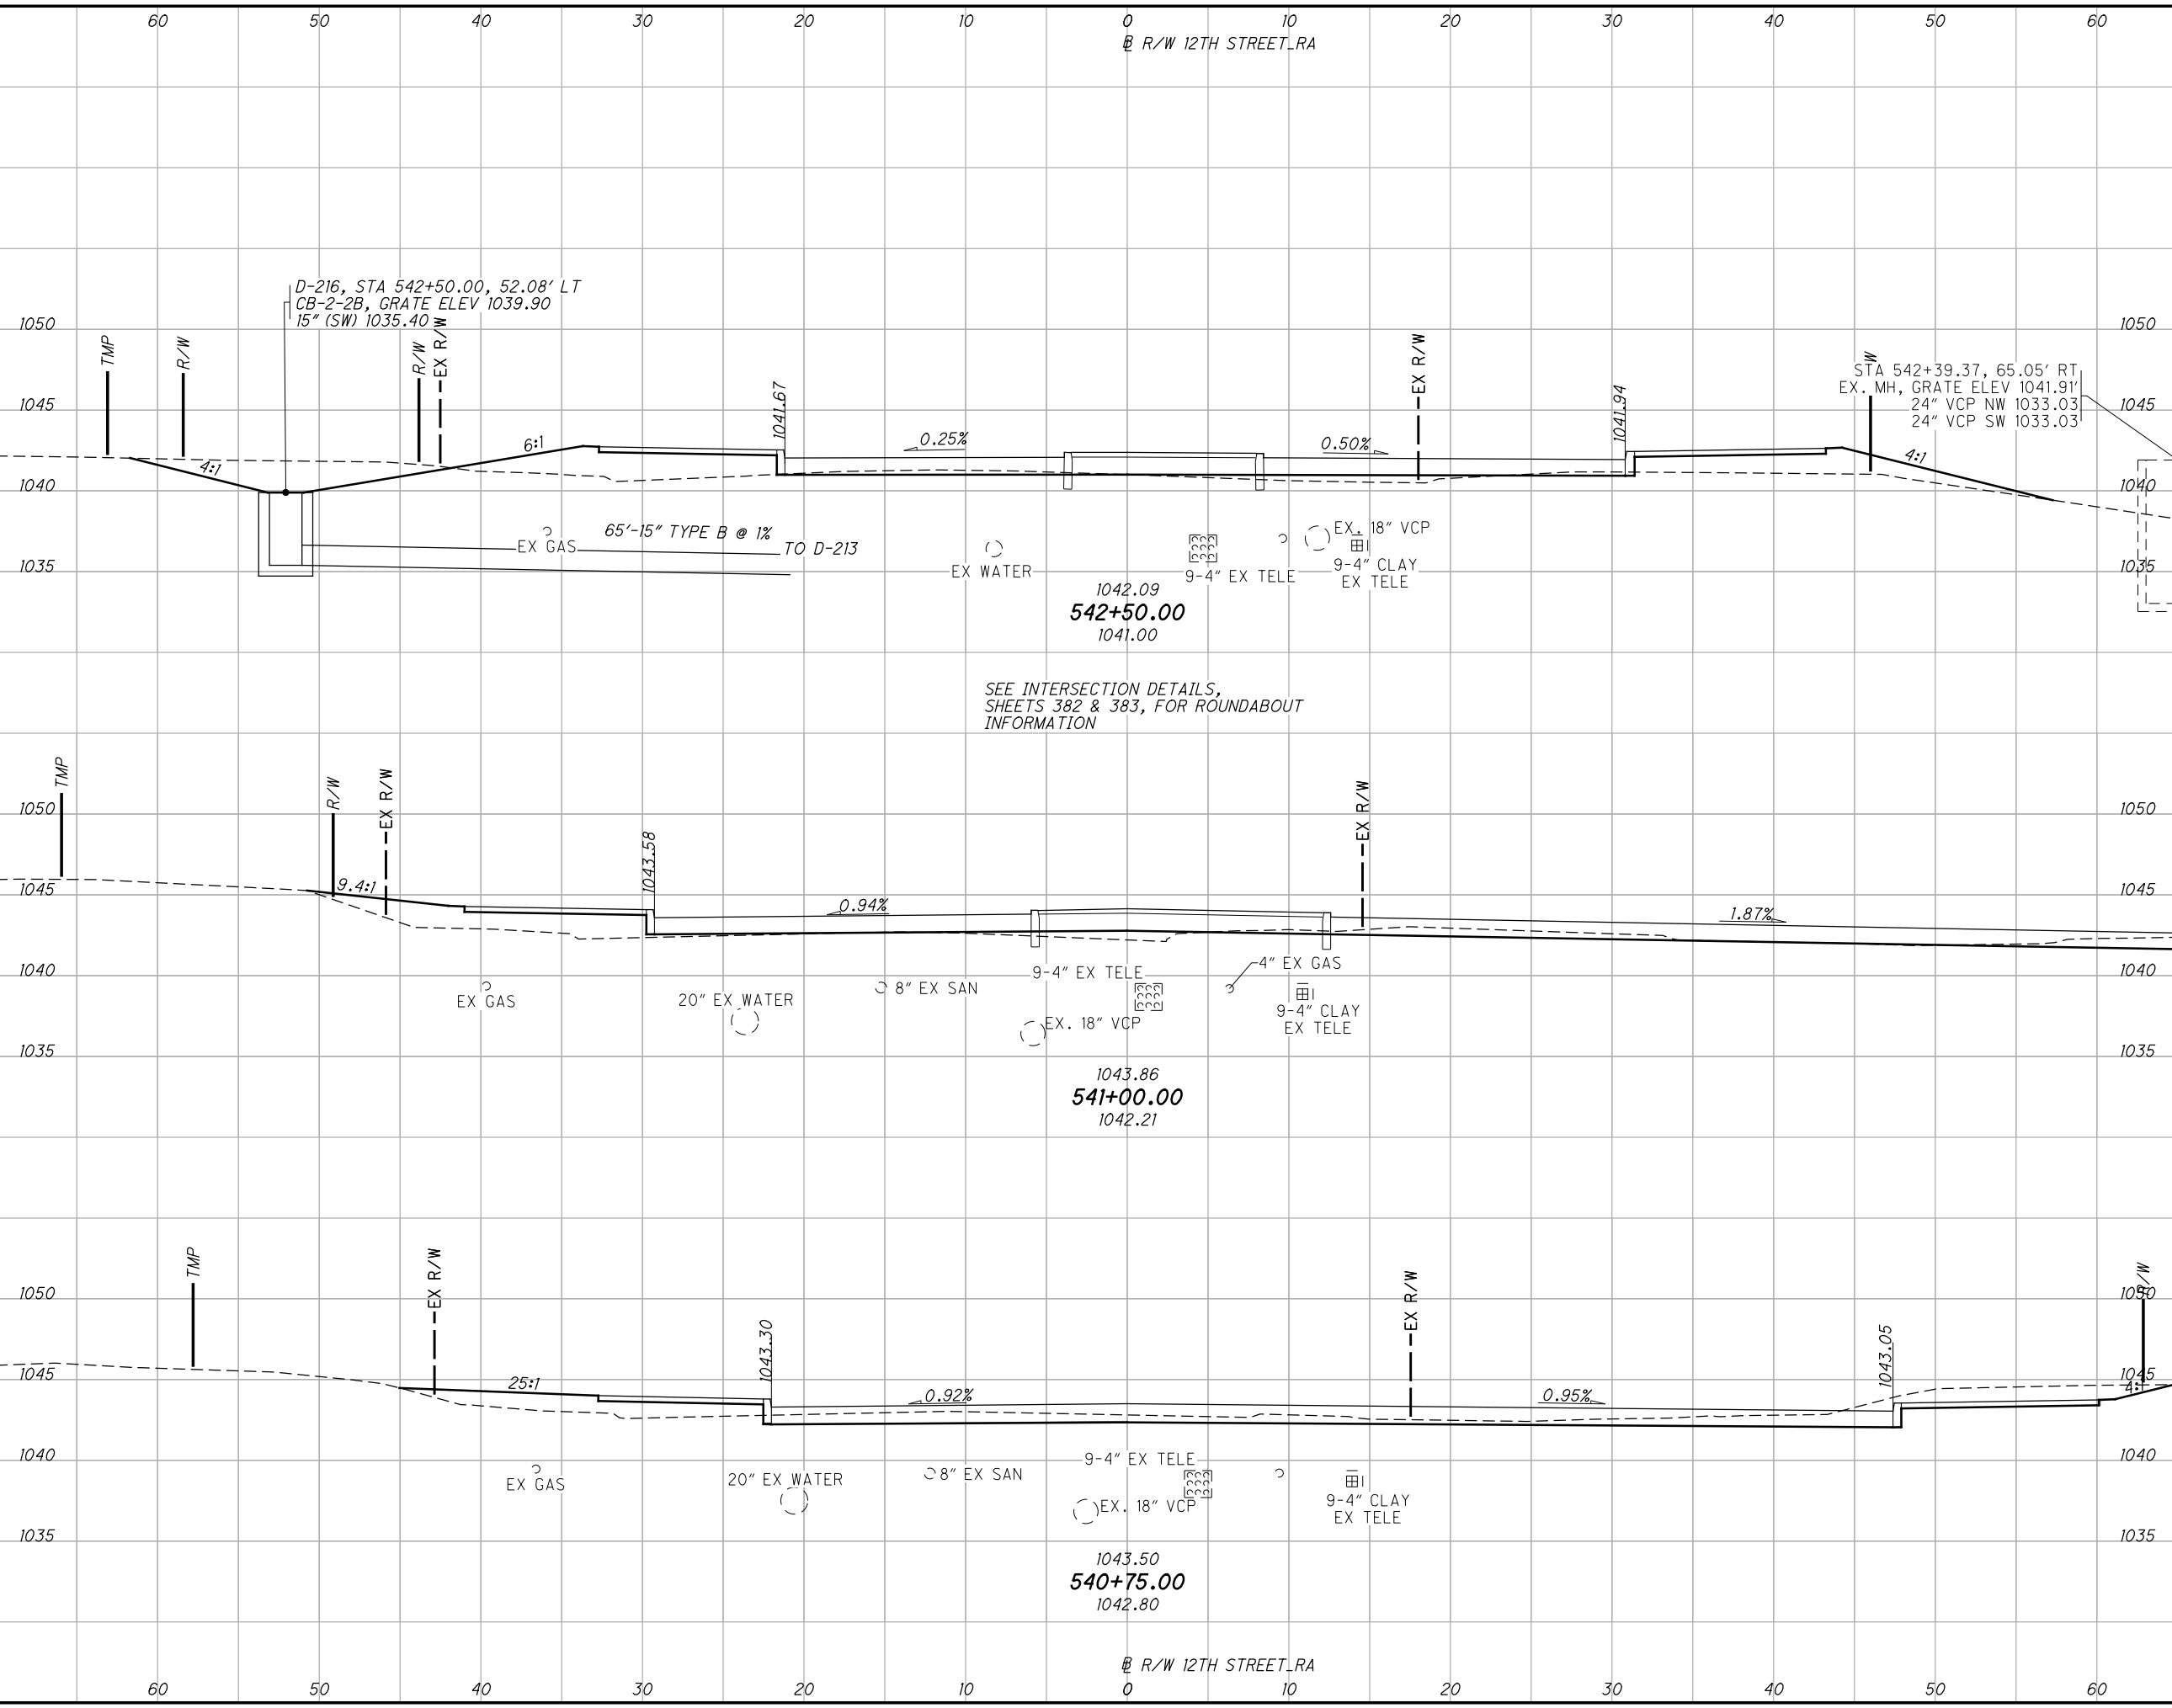 60 50 40 30 20 10 0 10 20 30 40 50 60
℄ R/W 12TH STREET_RA
D-216, STA 542+50.00, 52.08' LT
CB-2-2B, GRATE ELEV 1039.90
15" (SW) 1035.40
1050 1050
TMP
R/W
R/W
EX R/W
EX R/W
STA 542+39.37, 65.05' RT
EX. MH, GRATE ELEV 1041.91'
24" VCP NW 1033.03
24" VCP SW 1033.03
1045 1045
1041.67
1041.94
4:1
6:1
0.25%
0.50%
4:1
1040 1040
65'-15" TYPE B @ 1%
TO D-213
EX GAS
EX WATER
9-4" EX TELE
EX. 18" VCP
9-4" CLAY
EX TELE
1035 1035
1042.09
542+50.00
1041.00
SEE INTERSECTION DETAILS,
SHEETS 382 & 383, FOR ROUNDABOUT
INFORMATION
TMP
R/W
EX R/W
EX R/W
1050 1050
1043.58
1045 1045
9.4:1
0.94%
1.87%
1040 1040
9-4" EX TELE
4" EX GAS
EX GAS
20" EX WATER
8" EX SAN
EX. 18" VCP
9-4" CLAY
EX TELE
1035 1035
1043.86
541+00.00
1042.21
TMP
EX R/W
EX R/W
R/W
1050 1050
1043.30
1043.05
1045 1045
25:1
0.92%
0.95%
4:1
1040 1040
9-4" EX TELE
EX GAS
20" EX WATER
8" EX SAN
EX. 18" VCP
9-4" CLAY
EX TELE
1035 1035
1043.50
540+75.00
1042.80
℄ R/W 12TH STREET_RA
60 50 40 30 20 10 0 10 20 30 40 50 60